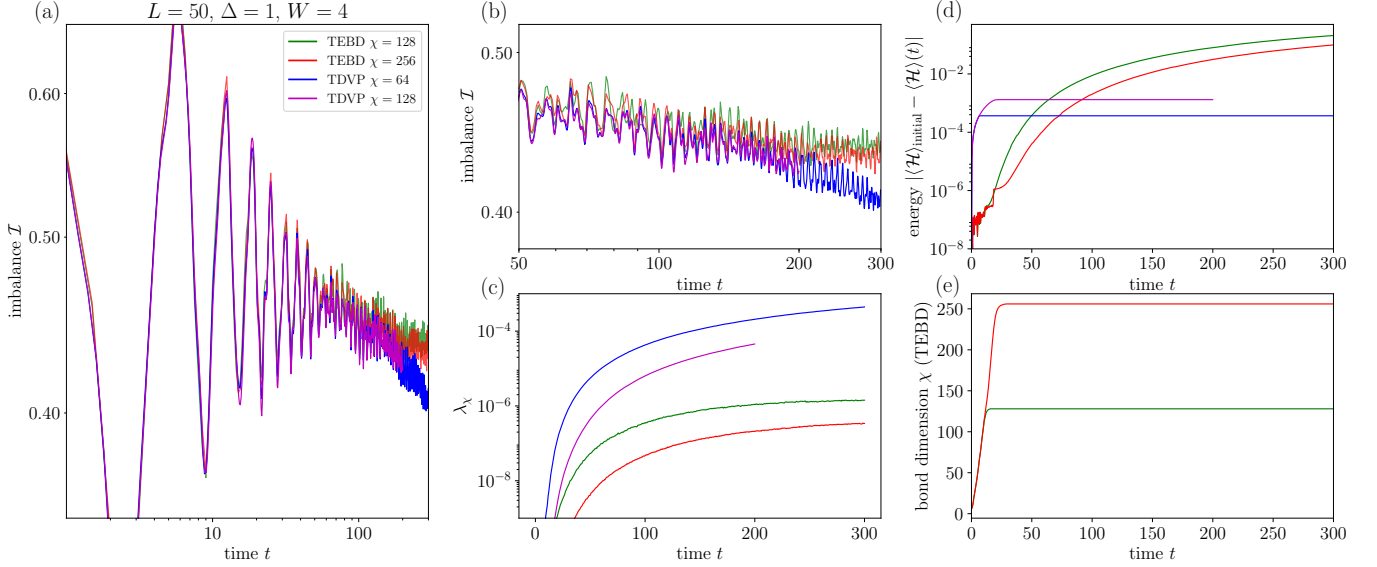 (a)
L = 50, Δ = 1, W = 4
TEBD χ = 128
TEBD χ = 256
TDVP χ = 64
TDVP χ = 128
imbalance ℐ
0.60
0.50
0.40
10
100
time t
(b)
imbalance ℐ
0.50
0.40
50
100
200
300
time t
(c)
λ_χ
10⁻⁴
10⁻⁶
10⁻⁸
0
100
200
300
time t
(d)
energy |⟨ℋ⟩_initial − ⟨ℋ⟩(t)|
10⁻²
10⁻⁴
10⁻⁶
10⁻⁸
0
50
100
150
200
250
300
time t
(e)
bond dimension χ (TEBD)
250
200
150
100
50
0
0
50
100
150
200
250
300
time t